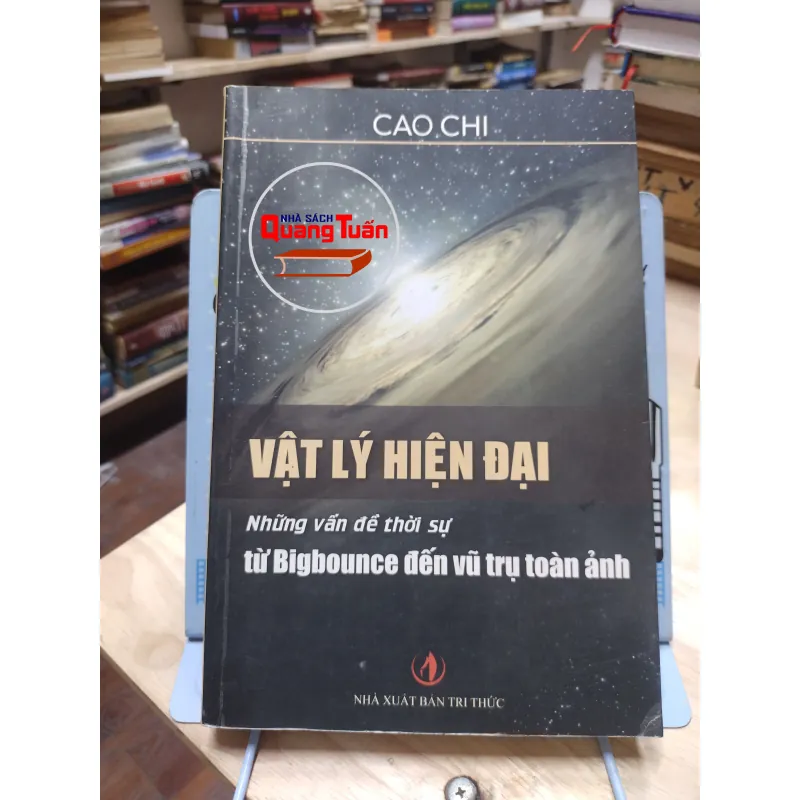 CAO CHI
NHÀ SÁCH
Quang Tuấn
VẬT LÝ HIỆN ĐẠI
Những vấn đề thời sự
từ Bigbounce đến vũ trụ toàn ảnh
NHÀ XUẤT BẢN TRI THỨC